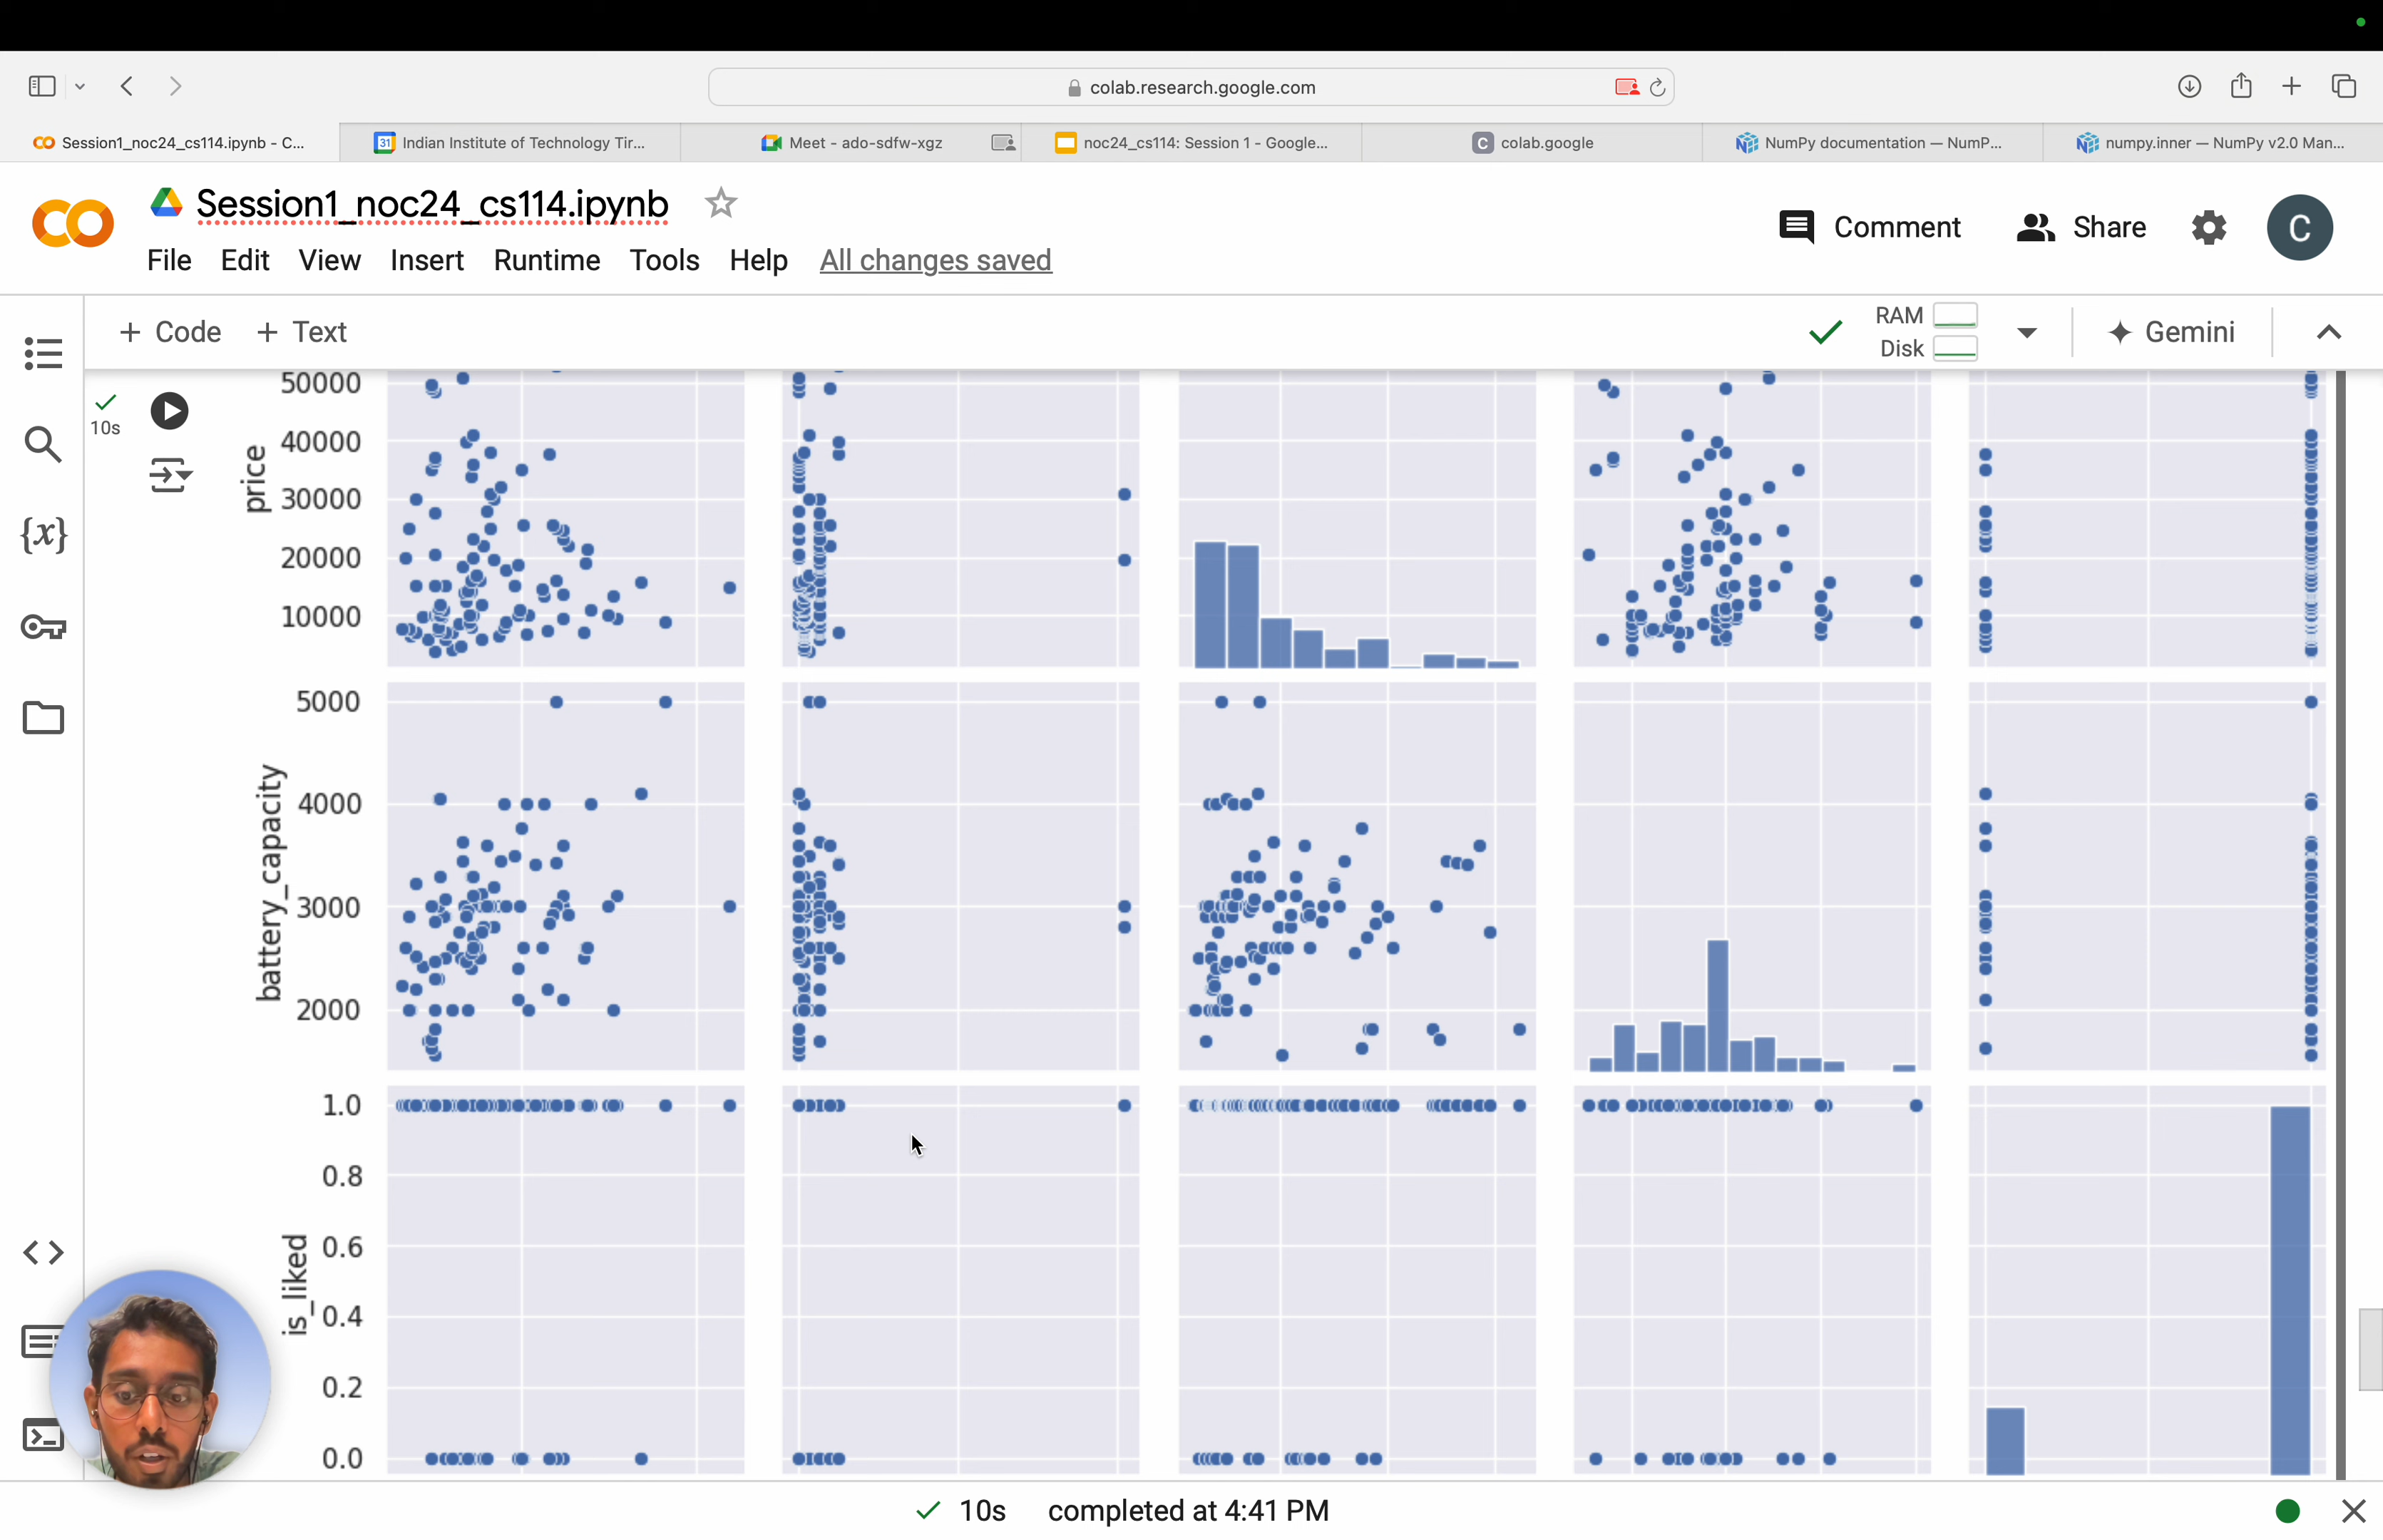 colab.research.google.com
Session1_noc24_cs114.ipynb - C...
31
Indian Institute of Technology Tir...
Meet - ado-sdfw-xgz
noc24_cs114: Session 1 - Google...
C
colab.google
NumPy documentation — NumP...
numpy.inner — NumPy v2.0 Man...
Session1_noc24_cs114.ipynb
Comment
Share
C
File Edit View Insert Runtime Tools Help All changes saved
+ Code + Text
RAM
Disk
Gemini
10s
{x}
price
50000
40000
30000
20000
10000
battery_capacity
5000
4000
3000
2000
is_liked
1.0
0.8
0.6
0.4
0.2
0.0
10s completed at 4:41 PM